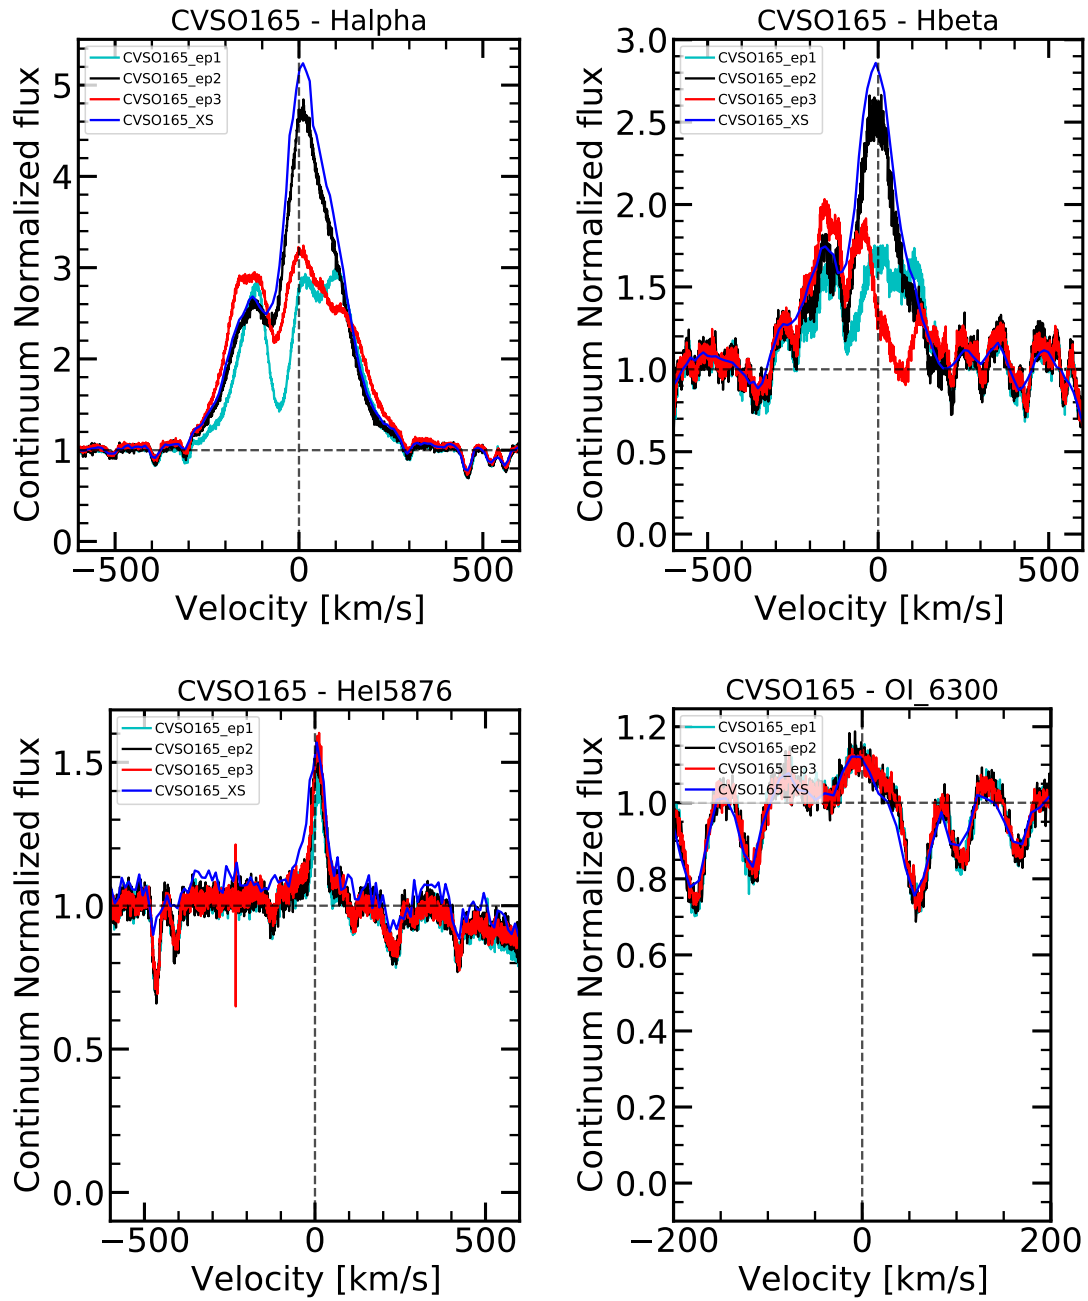 CVSO165 - Halpha
CVSO165_ep1
CVSO165_ep2
CVSO165_ep3
CVSO165_XS
Continuum Normalized flux
5
4
3
2
1
0
−500
0
500
Velocity [km/s]
CVSO165 - Hbeta
CVSO165_ep1
CVSO165_ep2
CVSO165_ep3
CVSO165_XS
Continuum Normalized flux
3.0
2.5
2.0
1.5
1.0
0.5
0.0
−500
0
500
Velocity [km/s]
CVSO165 - HeI5876
CVSO165_ep1
CVSO165_ep2
CVSO165_ep3
CVSO165_XS
Continuum Normalized flux
1.5
1.0
0.5
0.0
−500
0
500
Velocity [km/s]
CVSO165 - OI_6300
CVSO165_ep1
CVSO165_ep2
CVSO165_ep3
CVSO165_XS
Continuum Normalized flux
1.2
1.0
0.8
0.6
0.4
0.2
0.0
−200
0
200
Velocity [km/s]